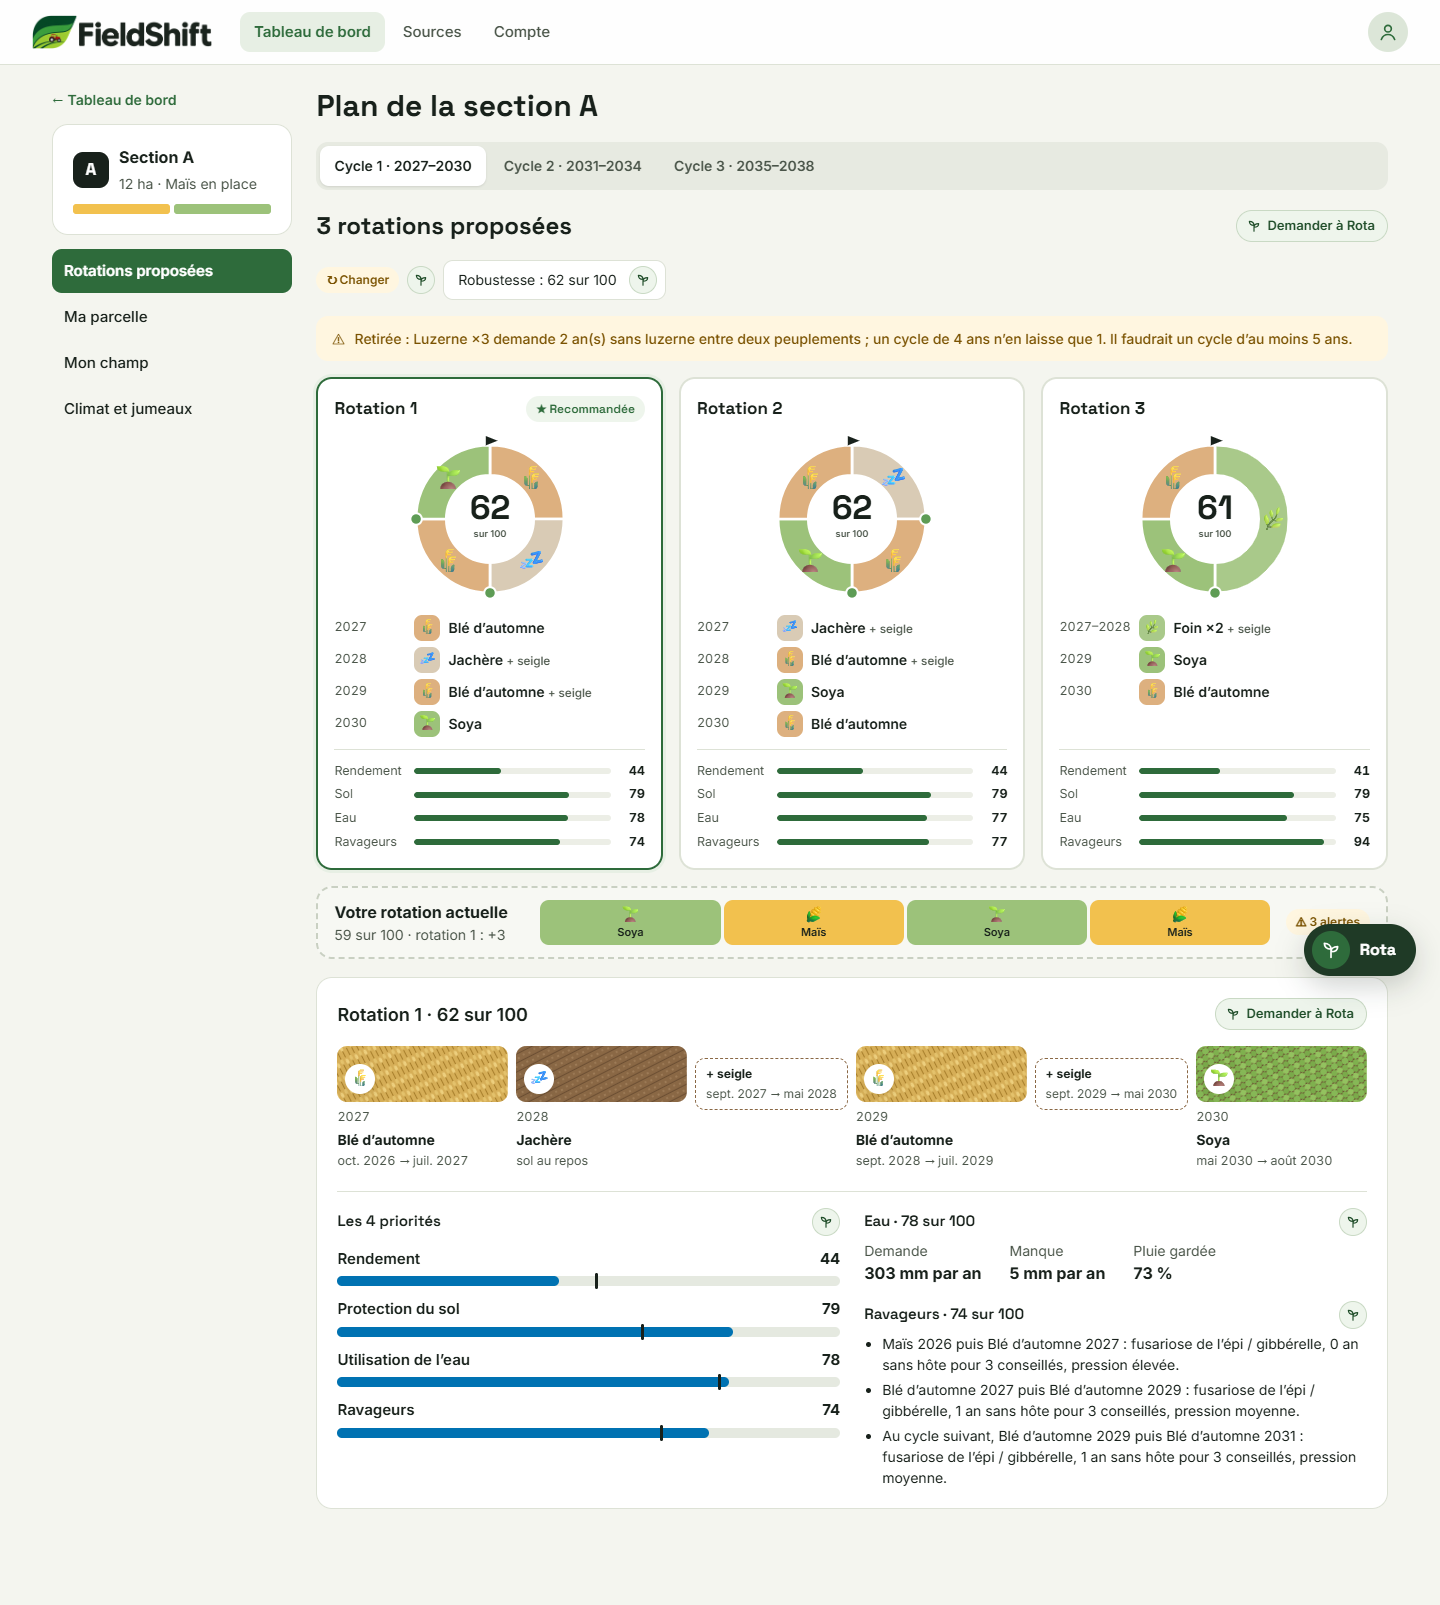 FieldShift
Tableau de bord
Sources
Compte
← Tableau de bord
A
Section A
12 ha · Maïs en place
Rotations proposées
Ma parcelle
Mon champ
Climat et jumeaux
Plan de la section A
Cycle 1 · 2027–2030
Cycle 2 · 2031–2034
Cycle 3 · 2035–2038
3 rotations proposées
Demander à Rota
↻ Changer
Robustesse : 62 sur 100
⚠ Retirée : Luzerne ×3 demande 2 an(s) sans luzerne entre deux peuplements ; un cycle de 4 ans n’en laisse que 1. Il faudrait un cycle d’au moins 5 ans.
Rotation 1
★ Recommandée
62
sur 100
2027 Blé d’automne
2028 Jachère + seigle
2029 Blé d’automne + seigle
2030 Soya
Rendement 44
Sol 79
Eau 78
Ravageurs 74
Rotation 2
62
sur 100
2027 Jachère + seigle
2028 Blé d’automne + seigle
2029 Soya
2030 Blé d’automne
Rendement 44
Sol 79
Eau 77
Ravageurs 77
Rotation 3
61
sur 100
2027–2028 Foin ×2 + seigle
2029 Soya
2030 Blé d’automne
Rendement 41
Sol 79
Eau 75
Ravageurs 94
Votre rotation actuelle
59 sur 100 · rotation 1 : +3
Soya
Maïs
Soya
Maïs
⚠ 3 alertes
Rota
Rotation 1 · 62 sur 100
Demander à Rota
2027
Blé d’automne
oct. 2026 → juil. 2027
2028
Jachère
sol au repos
+ seigle
sept. 2027 → mai 2028
2029
Blé d’automne
sept. 2028 → juil. 2029
+ seigle
sept. 2029 → mai 2030
2030
Soya
mai 2030 → août 2030
Les 4 priorités
Rendement 44
Protection du sol 79
Utilisation de l’eau 78
Ravageurs 74
Eau · 78 sur 100
Demande
303 mm par an
Manque
5 mm par an
Pluie gardée
73 %
Ravageurs · 74 sur 100
• Maïs 2026 puis Blé d’automne 2027 : fusariose de l’épi / gibbérelle, 0 an
sans hôte pour 3 conseillés, pression élevée.
• Blé d’automne 2027 puis Blé d’automne 2029 : fusariose de l’épi /
gibbérelle, 1 an sans hôte pour 3 conseillés, pression moyenne.
• Au cycle suivant, Blé d’automne 2029 puis Blé d’automne 2031 :
fusariose de l’épi / gibbérelle, 1 an sans hôte pour 3 conseillés, pression
moyenne.